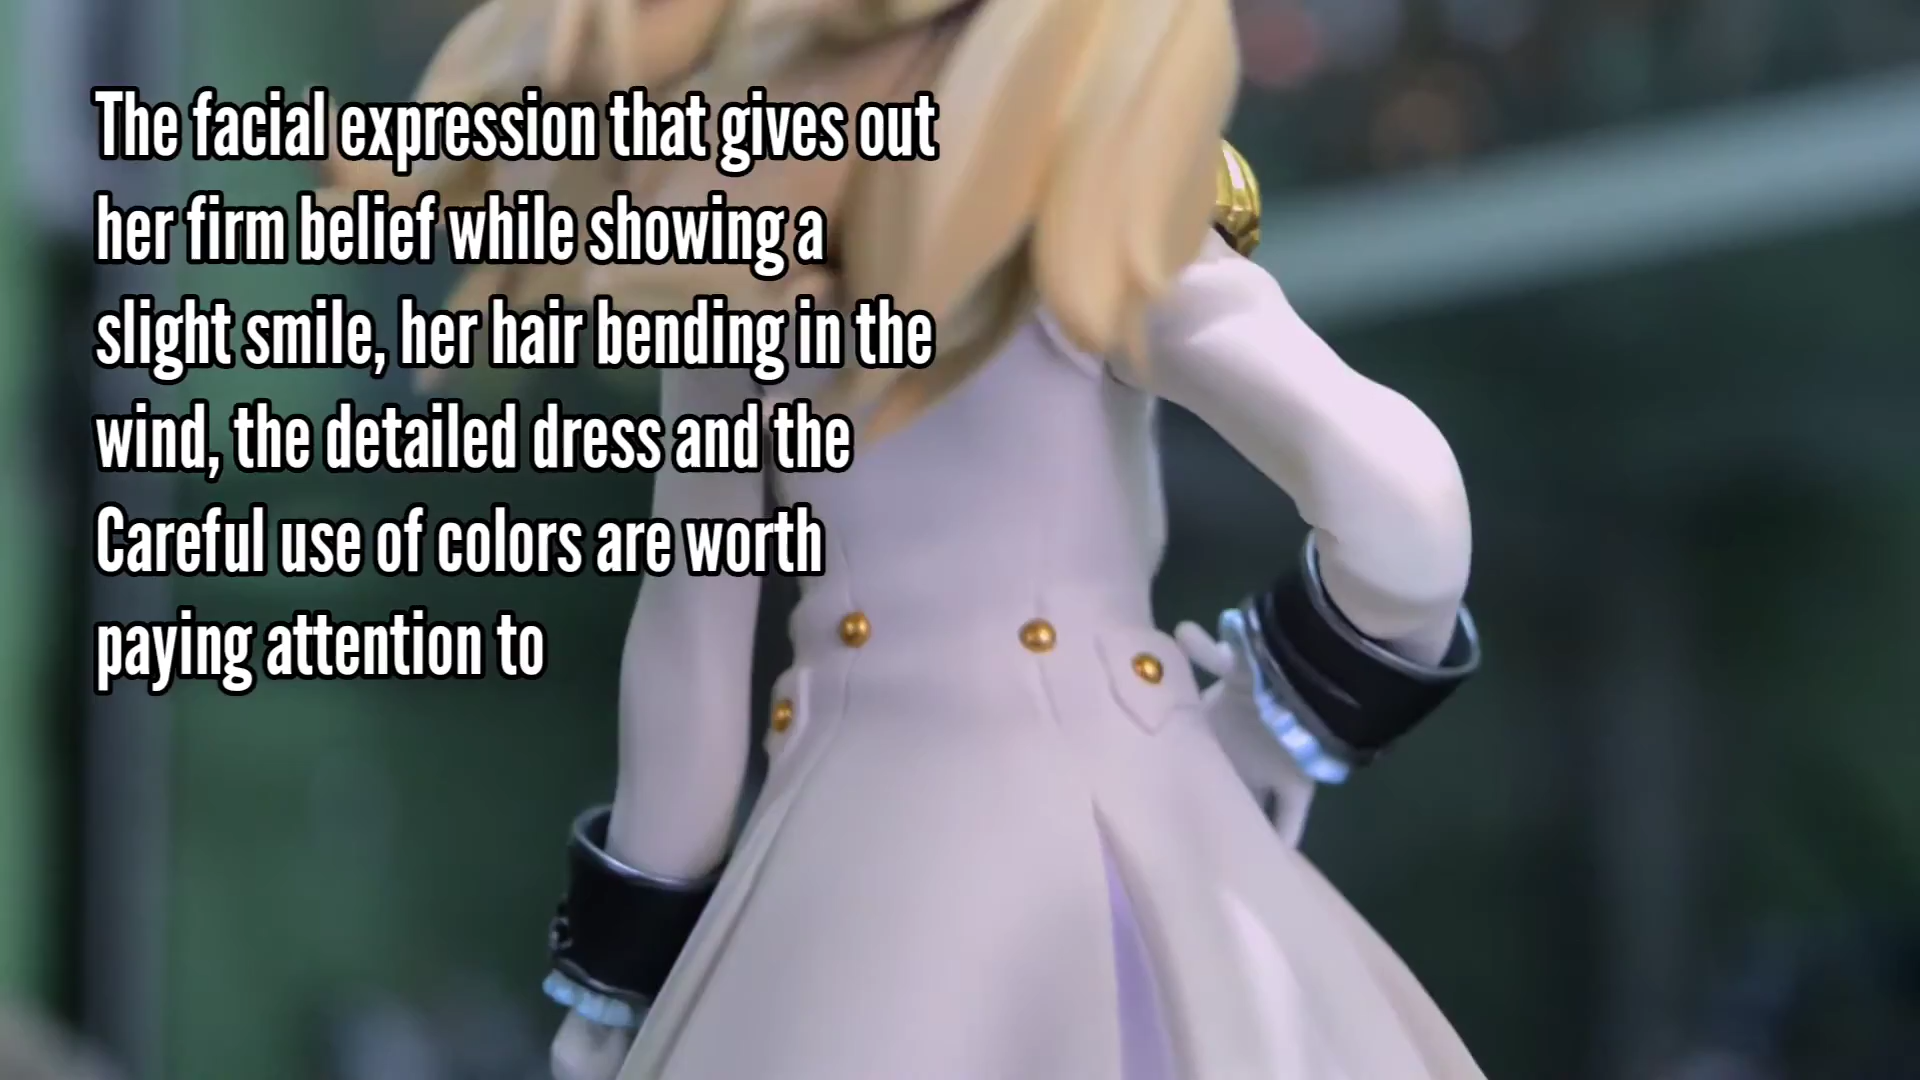 The facial expression that gives out
her firm belief while showing a
slight smile, her hair bending in the
wind, the detailed dress and the
Careful use of colors are worth
paying attention to